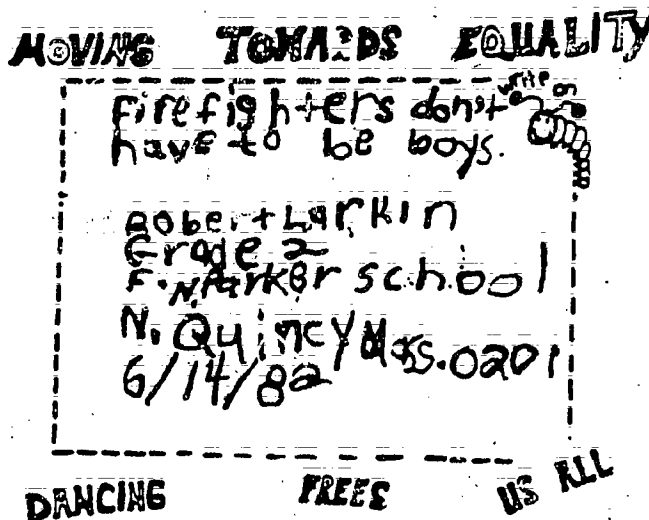 MOVING TOWARDS EQUALITY
write on
Firefighters don't
have to be boys.
Robert Larkin
Grade 2
F.N. Parker school
N. Quincy Mass. 0201
6/14/82
DANCING FREES US ALL